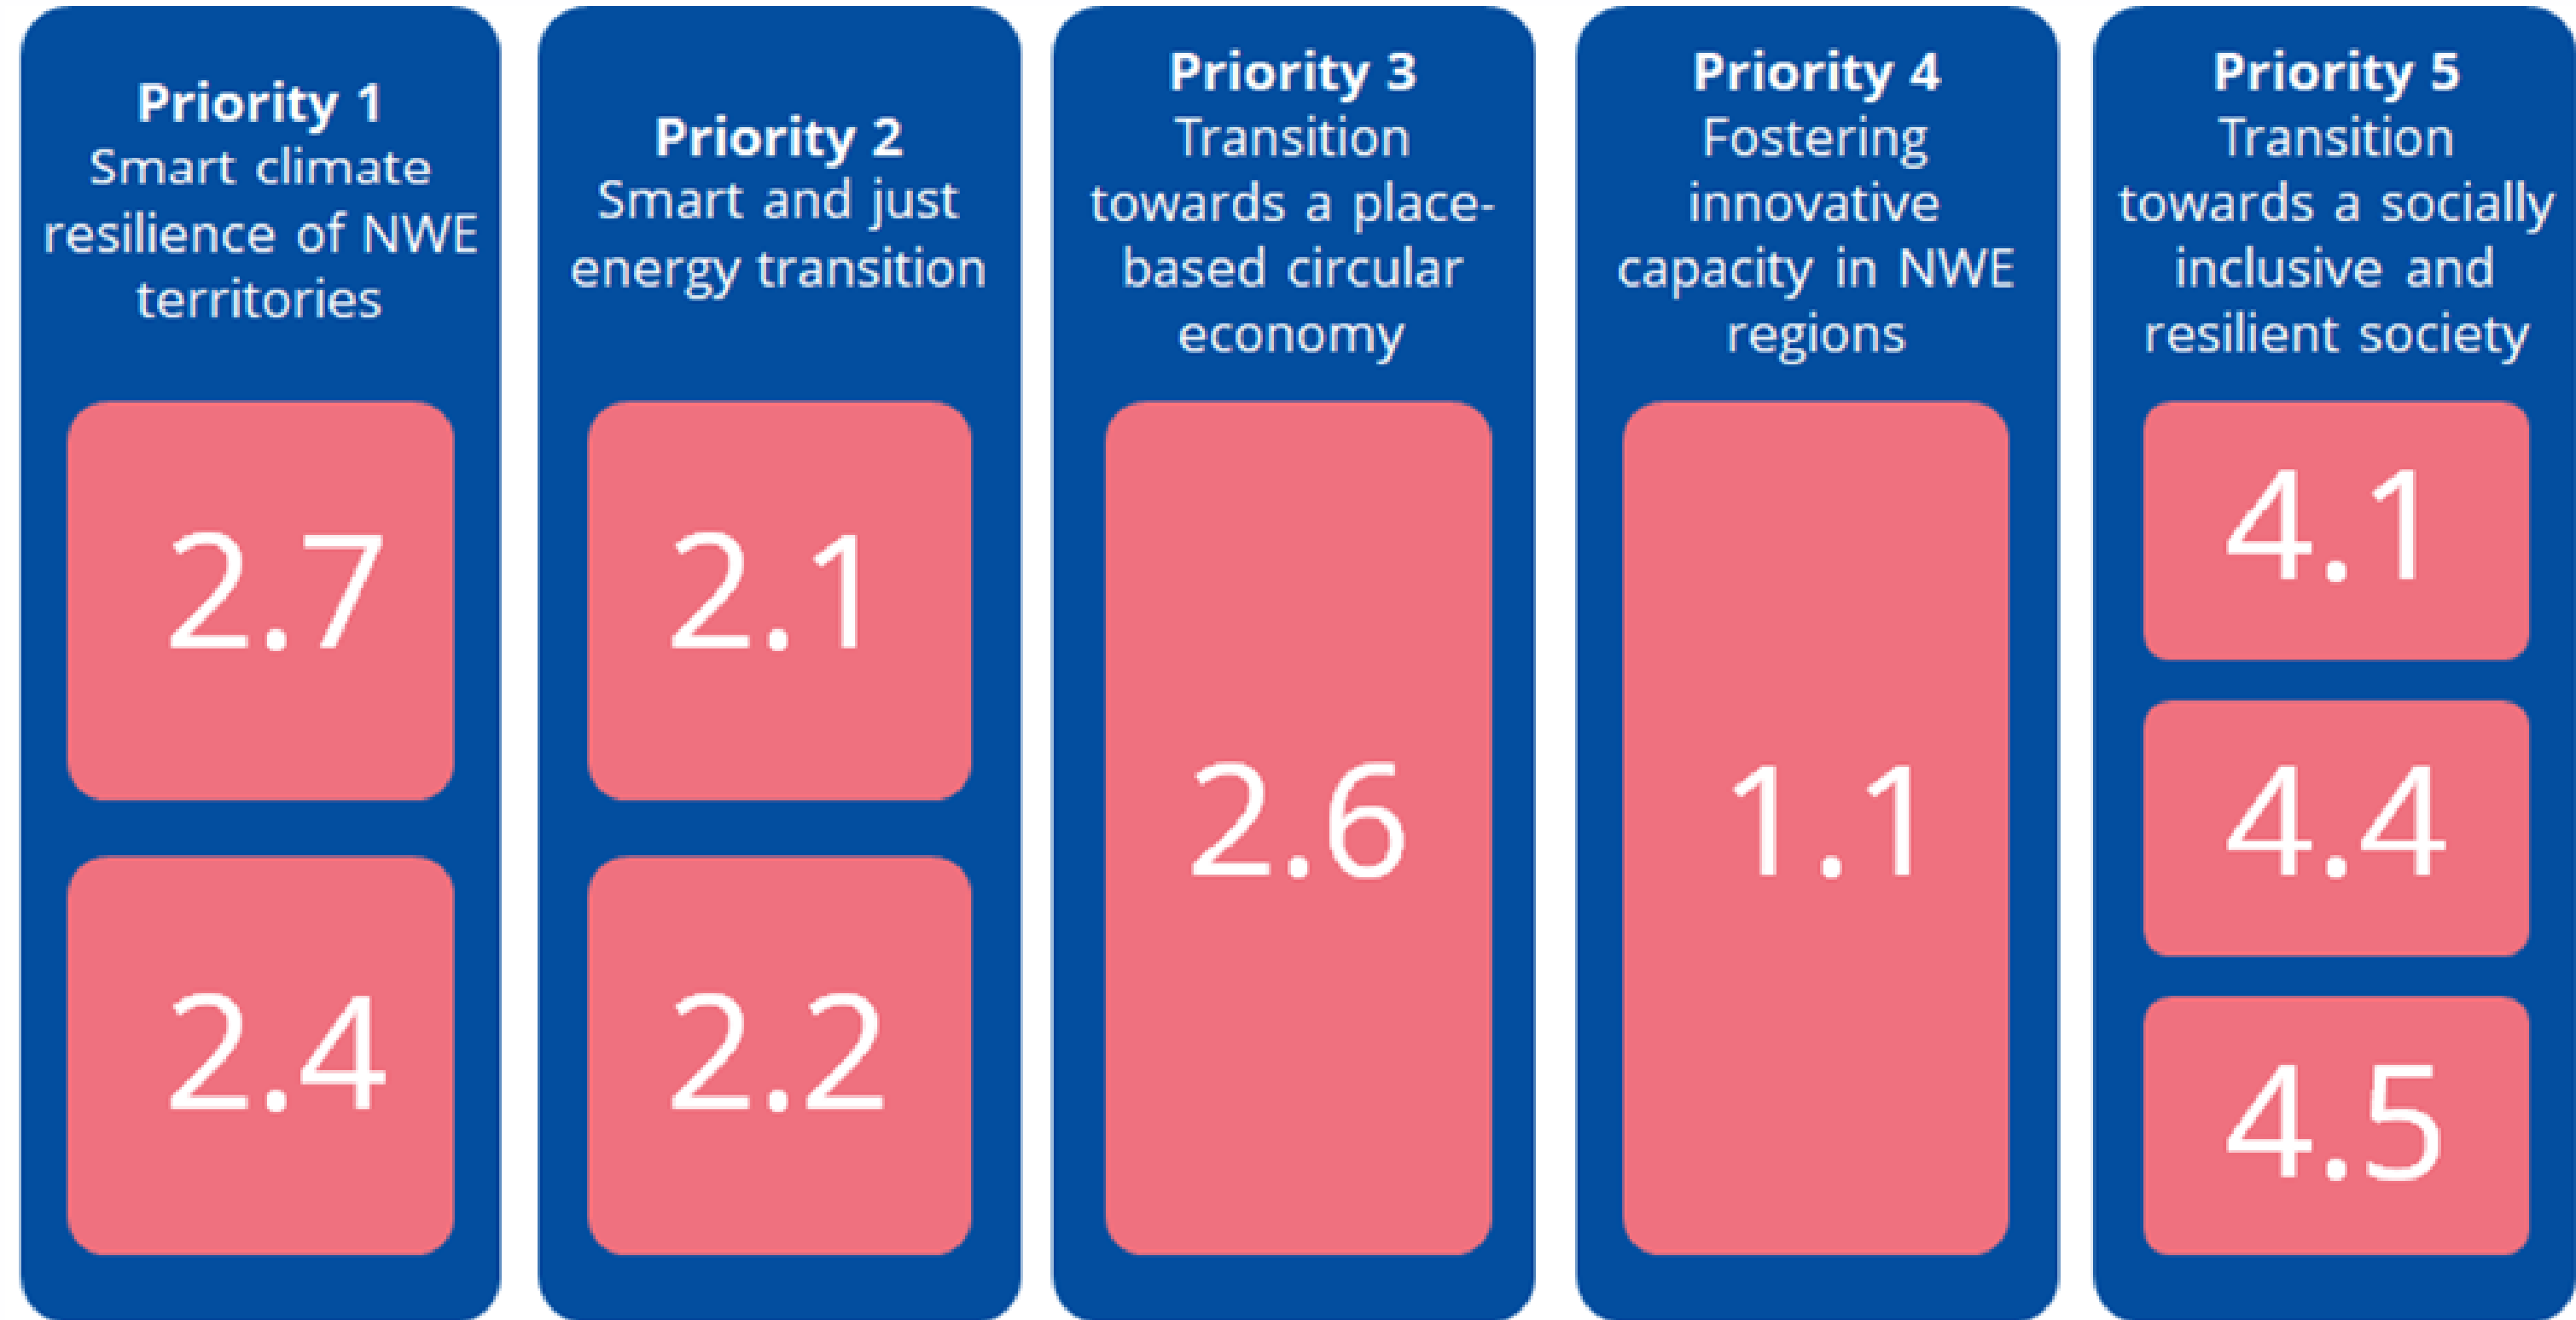 Priority 1
Smart climate
resilience of NWE
territories
2.7
2.4
Priority 2
Smart and just
energy transition
2.1
2.2
Priority 3
Transition
towards a place-
based circular
economy
2.6
Priority 4
Fostering
innovative
capacity in NWE
regions
1.1
Priority 5
Transition
towards a socially
inclusive and
resilient society
4.1
4.4
4.5